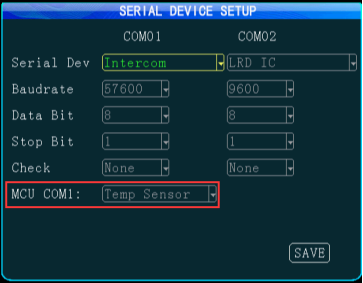 SERIAL DEVICE SETUP
COM01 COM02
Serial Dev Intercom LRD IC
Baudrate 57600 9600
Data Bit 8 8
Stop Bit 1 1
Check None None
MCU COM1: Temp Sensor
SAVE